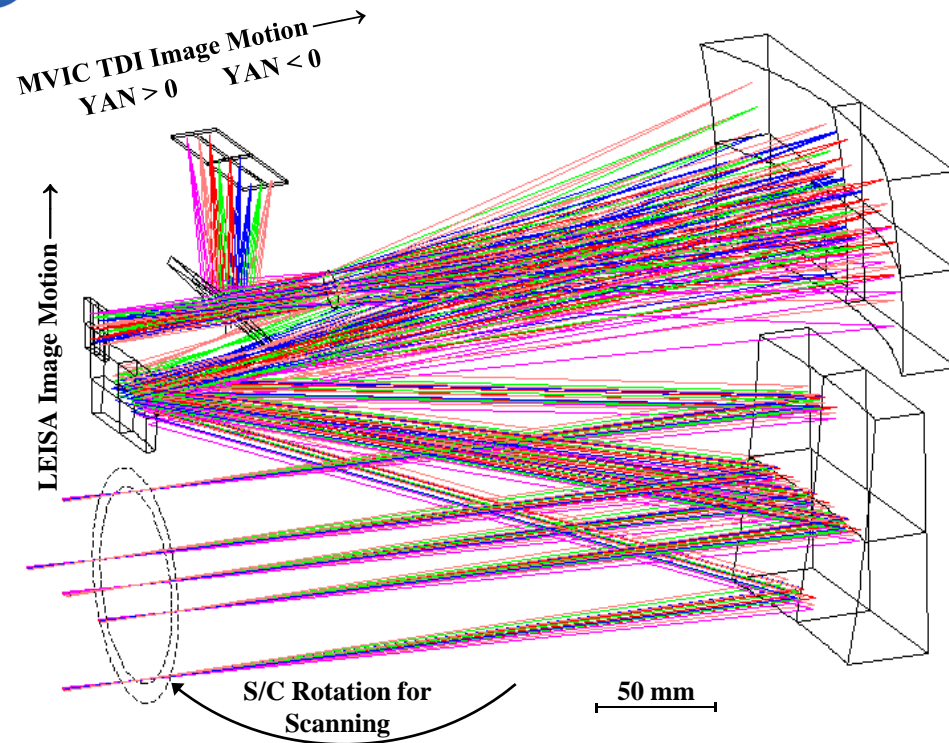 MVIC TDI Image Motion
YAN > 0 YAN < 0
LEISA Image Motion
S/C Rotation for
Scanning
50 mm